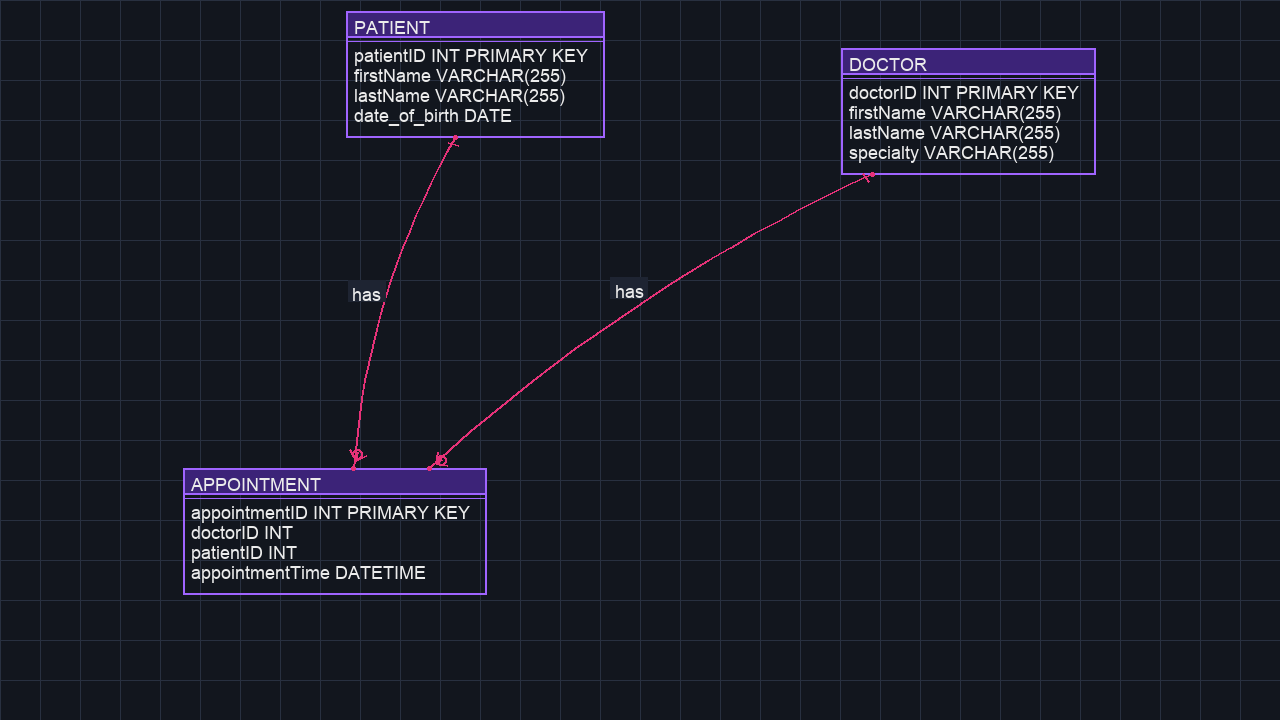 PATIENT
patientID INT PRIMARY KEY
firstName VARCHAR(255)
lastName VARCHAR(255)
date_of_birth DATE
DOCTOR
doctorID INT PRIMARY KEY
firstName VARCHAR(255)
lastName VARCHAR(255)
specialty VARCHAR(255)
has
has
APPOINTMENT
appointmentID INT PRIMARY KEY
doctorID INT
patientID INT
appointmentTime DATETIME